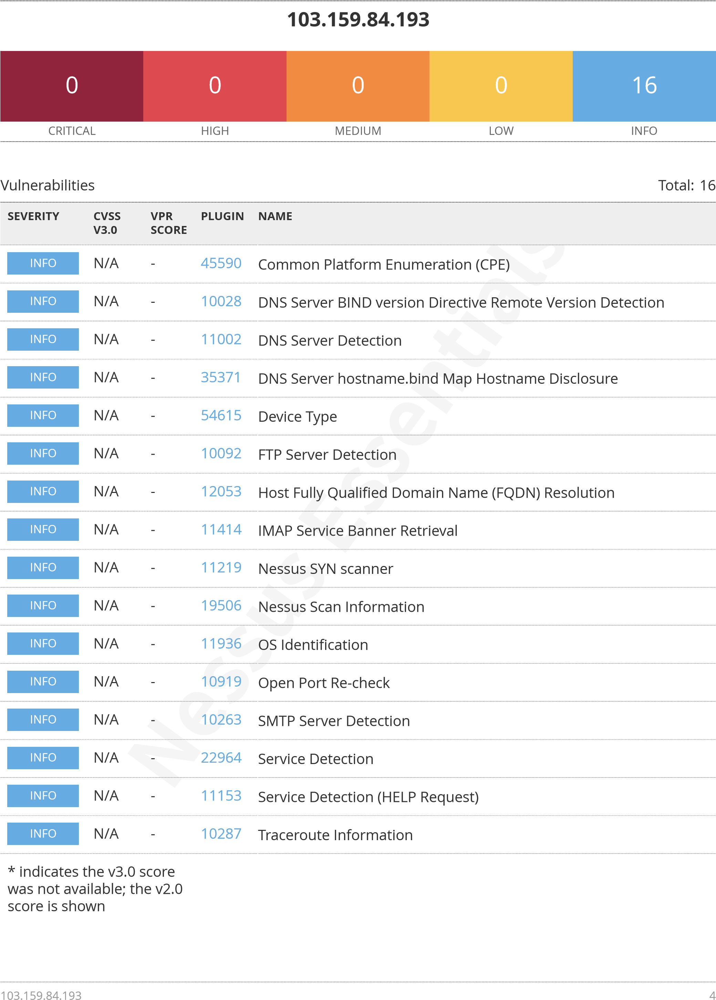 103.159.84.193
0 0 0 0 16
CRITICAL HIGH MEDIUM LOW INFO
Vulnerabilities Total: 16
SEVERITY CVSS V3.0 VPR SCORE PLUGIN NAME
INFO N/A - 45590 Common Platform Enumeration (CPE)
INFO N/A - 10028 DNS Server BIND version Directive Remote Version Detection
INFO N/A - 11002 DNS Server Detection
INFO N/A - 35371 DNS Server hostname.bind Map Hostname Disclosure
INFO N/A - 54615 Device Type
INFO N/A - 10092 FTP Server Detection
INFO N/A - 12053 Host Fully Qualified Domain Name (FQDN) Resolution
INFO N/A - 11414 IMAP Service Banner Retrieval
INFO N/A - 11219 Nessus SYN scanner
INFO N/A - 19506 Nessus Scan Information
INFO N/A - 11936 OS Identification
INFO N/A - 10919 Open Port Re-check
INFO N/A - 10263 SMTP Server Detection
INFO N/A - 22964 Service Detection
INFO N/A - 11153 Service Detection (HELP Request)
INFO N/A - 10287 Traceroute Information
* indicates the v3.0 score
was not available; the v2.0
score is shown
Nessus Essentials
103.159.84.193 4